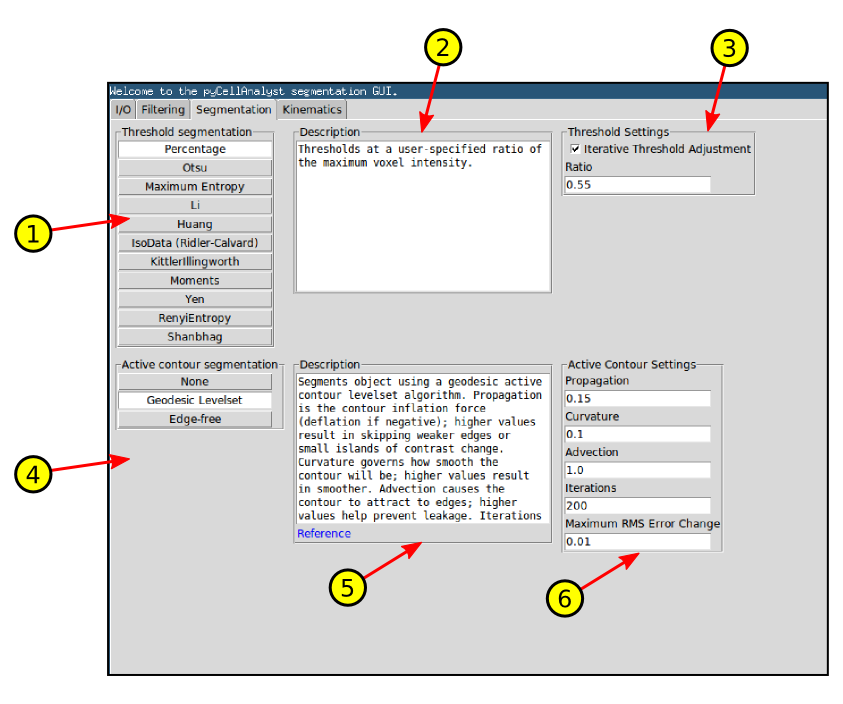 2
3
Welcome to the pyCellAnalyst segmentation GUI.
I/O Filtering Segmentation Kinematics
Threshold segmentation
Percentage
Otsu
Maximum Entropy
Li
Huang
IsoData (Ridler-Calvard)
KittlerIllingworth
Moments
Yen
RenyiEntropy
Shanbhag
1
Description
Thresholds at a user-specified ratio of
the maximum voxel intensity.
Threshold Settings
Iterative Threshold Adjustment
Ratio
0.55
Active contour segmentation
None
Geodesic Levelset
Edge-free
4
Description
Segments object using a geodesic active
contour levelset algorithm. Propagation
is the contour inflation force
(deflation if negative); higher values
result in skipping weaker edges or
small islands of contrast change.
Curvature governs how smooth the
contour will be; higher values result
in smoother. Advection causes the
contour to attract to edges; higher
values help prevent leakage. Iterations
Reference
5
Active Contour Settings
Propagation
0.15
Curvature
0.1
Advection
1.0
Iterations
200
Maximum RMS Error Change
0.01
6